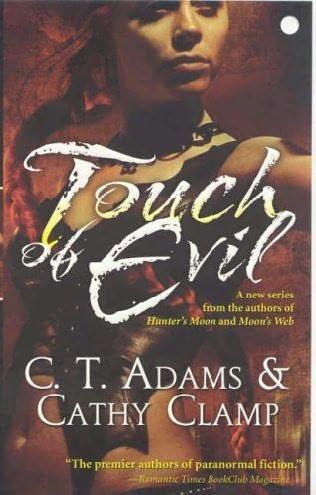 Touch
of Evil
A new series
from the authors of
Hunter's Moon and Moon's Web
C. T. ADAMS &
CATHY CLAMP
"The premier authors of paranormal fiction."
—Romantic Times BookClub Magazine